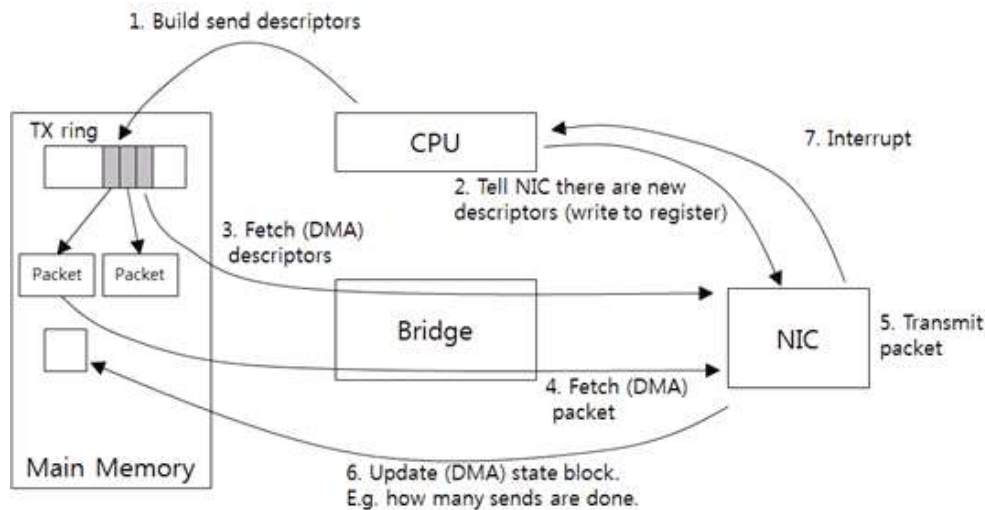 1. Build send descriptors
TX ring
CPU
7. Interrupt
2. Tell NIC there are new
descriptors (write to register)
3. Fetch (DMA)
descriptors
Packet
Packet
Bridge
NIC
5. Transmit
packet
4. Fetch (DMA)
packet
Main Memory
6. Update (DMA) state block.
E.g. how many sends are done.